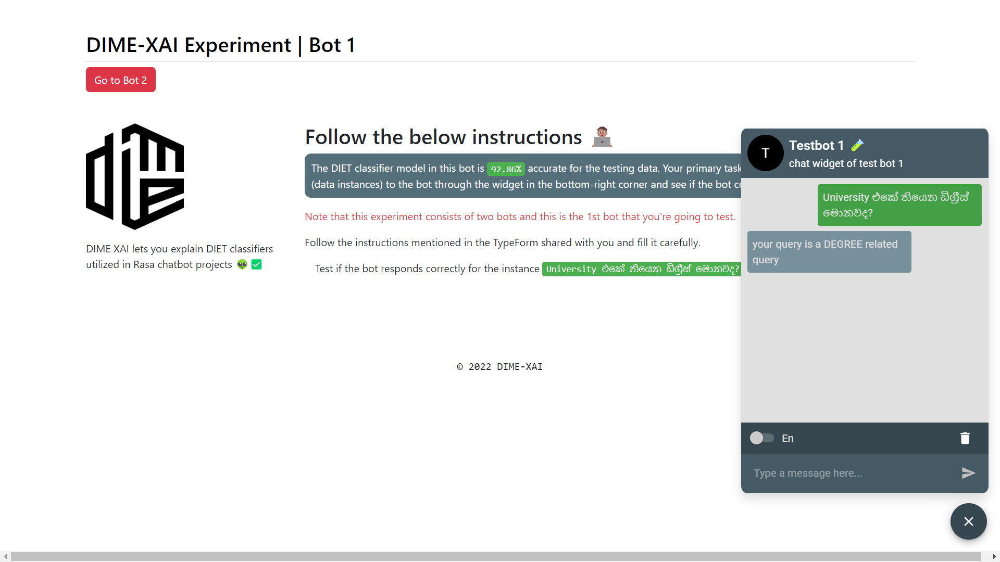 DIME-XAI Experiment | Bot 1
Go to Bot 2
dime
DIME XAI lets you explain DIET classifiers
utilized in Rasa chatbot projects 👽 ✅
Follow the below instructions 🧑🏽‍💻
The DIET classifier model in this bot is 92.86% accurate for the testing data. Your primary task
(data instances) to the bot through the widget in the bottom-right corner and see if the bot
Note that this experiment consists of two bots and this is the 1st bot that you're going to test.
Follow the instructions mentioned in the TypeForm shared with you and fill it carefully.
Test if the bot responds correctly for the instance University එකේ තියෙන ඩිග්‍රීස් මොනවද?
© 2022 DIME-XAI
T
Testbot 1 🧪
chat widget of test bot 1
University එකේ තියෙන ඩිග්‍රීස්
මොනවද?
your query is a DEGREE related
query
En
Type a message here...